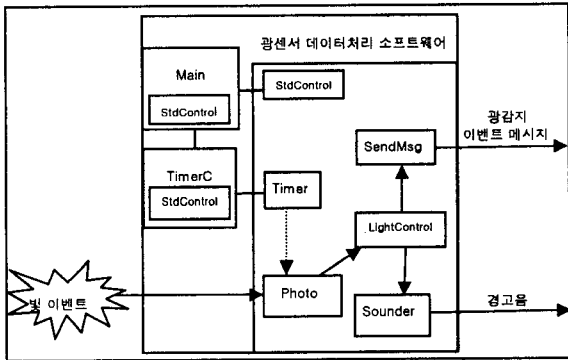 광센서 데이터처리 소프트웨어
Main
StdControl
StdControl
광감지
이벤트 메시지
SendMsg
TimerC
StdControl
Timer
LightControl
빛 이벤트
Photo
Sounder
경고음